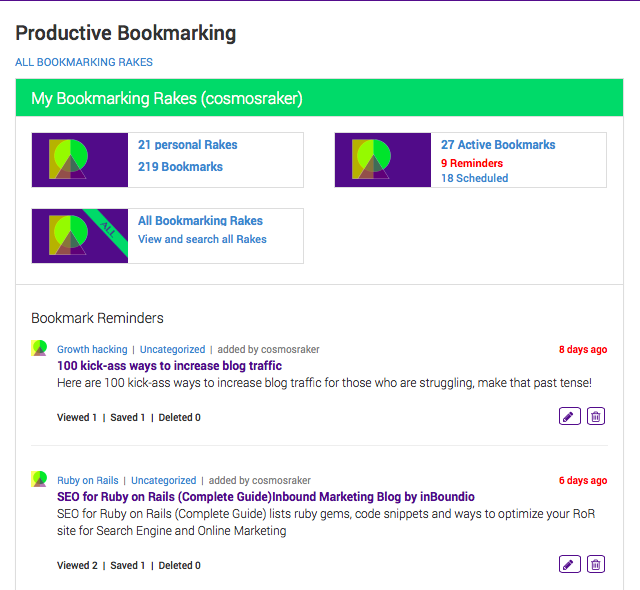 Productive Bookmarking
ALL BOOKMARKING RAKES
My Bookmarking Rakes (cosmosraker)
21 personal Rakes
219 Bookmarks
27 Active Bookmarks
9 Reminders
18 Scheduled
ALL
All Bookmarking Rakes
View and search all Rakes
Bookmark Reminders
Growth hacking | Uncategorized | added by cosmosraker 8 days ago
100 kick-ass ways to increase blog traffic
Here are 100 kick-ass ways to increase blog traffic for those who are struggling, make that past tense!
Viewed 1 | Saved 1 | Deleted 0
Ruby on Rails | Uncategorized | added by cosmosraker 6 days ago
SEO for Ruby on Rails (Complete Guide)Inbound Marketing Blog by inBoundio
SEO for Ruby on Rails (Complete Guide) lists ruby gems, code snippets and ways to optimize your RoR
site for Search Engine and Online Marketing
Viewed 2 | Saved 1 | Deleted 0